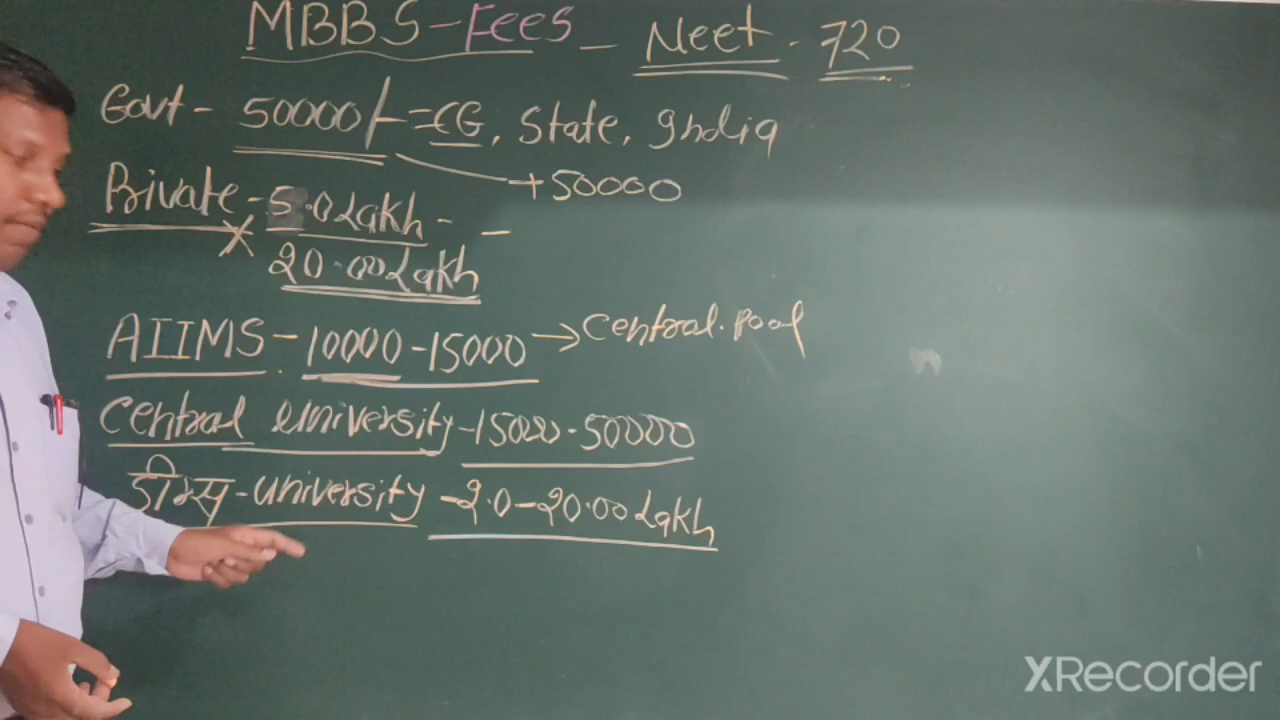 MBBS - Fees - Neet - 720
Govt - 50000/- = CG, State, India
+50000
Private - 5.0 Lakh -
20.00 Lakh
AIIMS - 10000 - 15000 → Central. Pool
Central University - 15000 - 50000
डीम्य - University - 2.0 - 20.00 Lakh
XRecorder